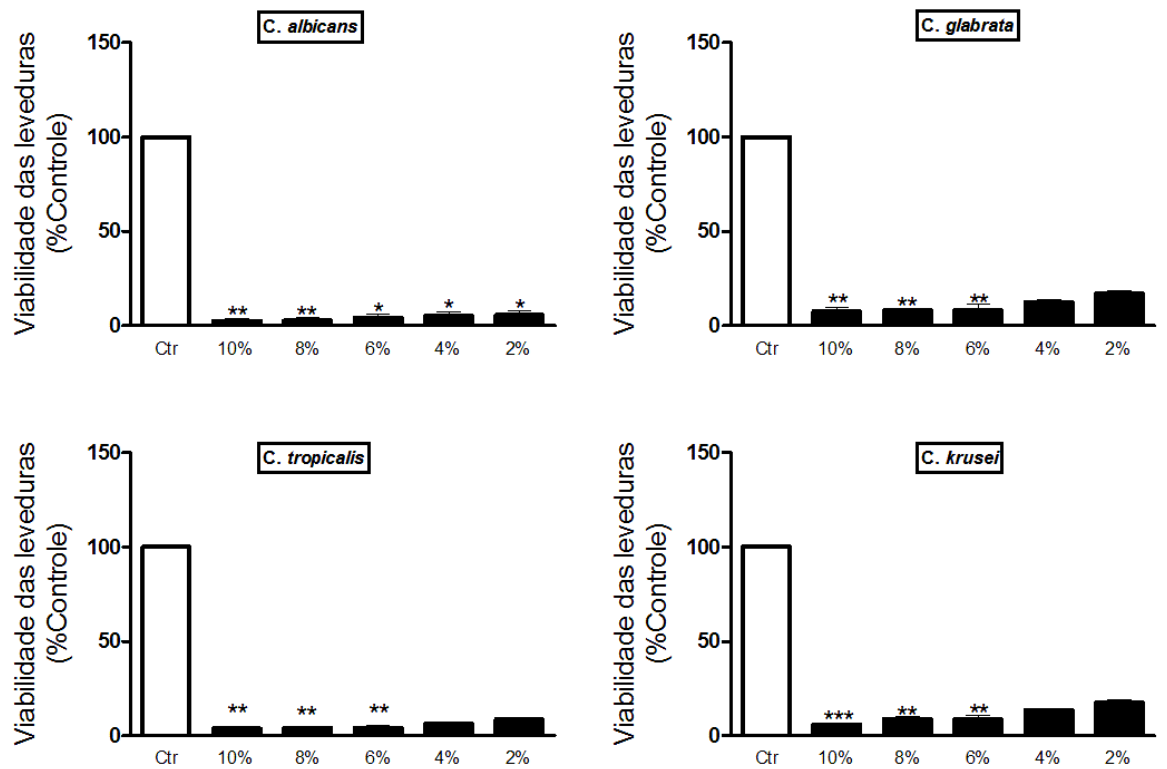 C. albicans
Viabilidade das leveduras
(%Controle)
150
100
50
0
** ** * * *
Ctr 10% 8% 6% 4% 2%
C. glabrata
Viabilidade das leveduras
(%Controle)
150
100
50
0
** ** **
Ctr 10% 8% 6% 4% 2%
C. tropicalis
Viabilidade das leveduras
(%Controle)
150
100
50
0
** ** **
Ctr 10% 8% 6% 4% 2%
C. krusei
Viabilidade das leveduras
(%Controle)
150
100
50
0
*** ** **
Ctr 10% 8% 6% 4% 2%